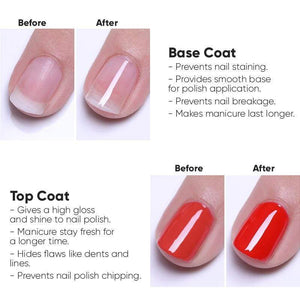 Before After
Base Coat
- Prevents nail staining.
- Provides smooth base
for polish application.
- Prevents nail breakage.
- Makes manicure last longer.
Before After
Top Coat
- Gives a high gloss
and shine to nail polish.
- Manicure stay fresh for
a longer time.
- Hides flaws like dents and
lines.
- Prevents nail polish chipping.